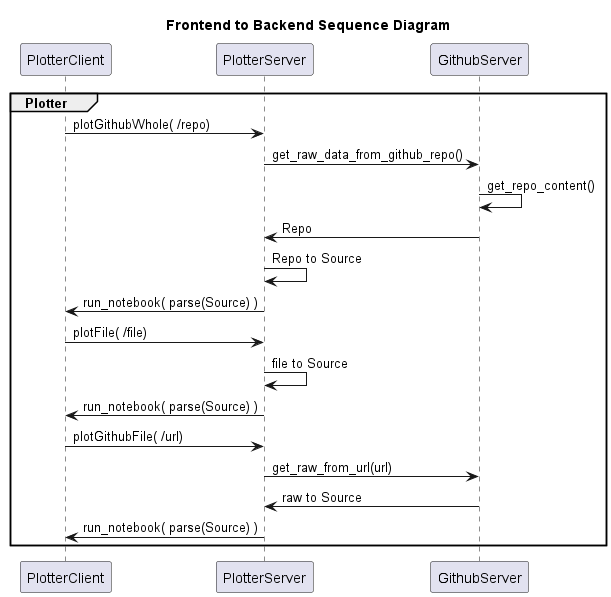 Frontend to Backend Sequence Diagram
PlotterClient PlotterServer GithubServer
Plotter
plotGithubWhole( /repo)
get_raw_data_from_github_repo()
get_repo_content()
Repo
Repo to Source
run_notebook( parse(Source) )
plotFile( /file)
file to Source
run_notebook( parse(Source) )
plotGithubFile( /url)
get_raw_from_url(url)
raw to Source
run_notebook( parse(Source) )
PlotterClient PlotterServer GithubServer